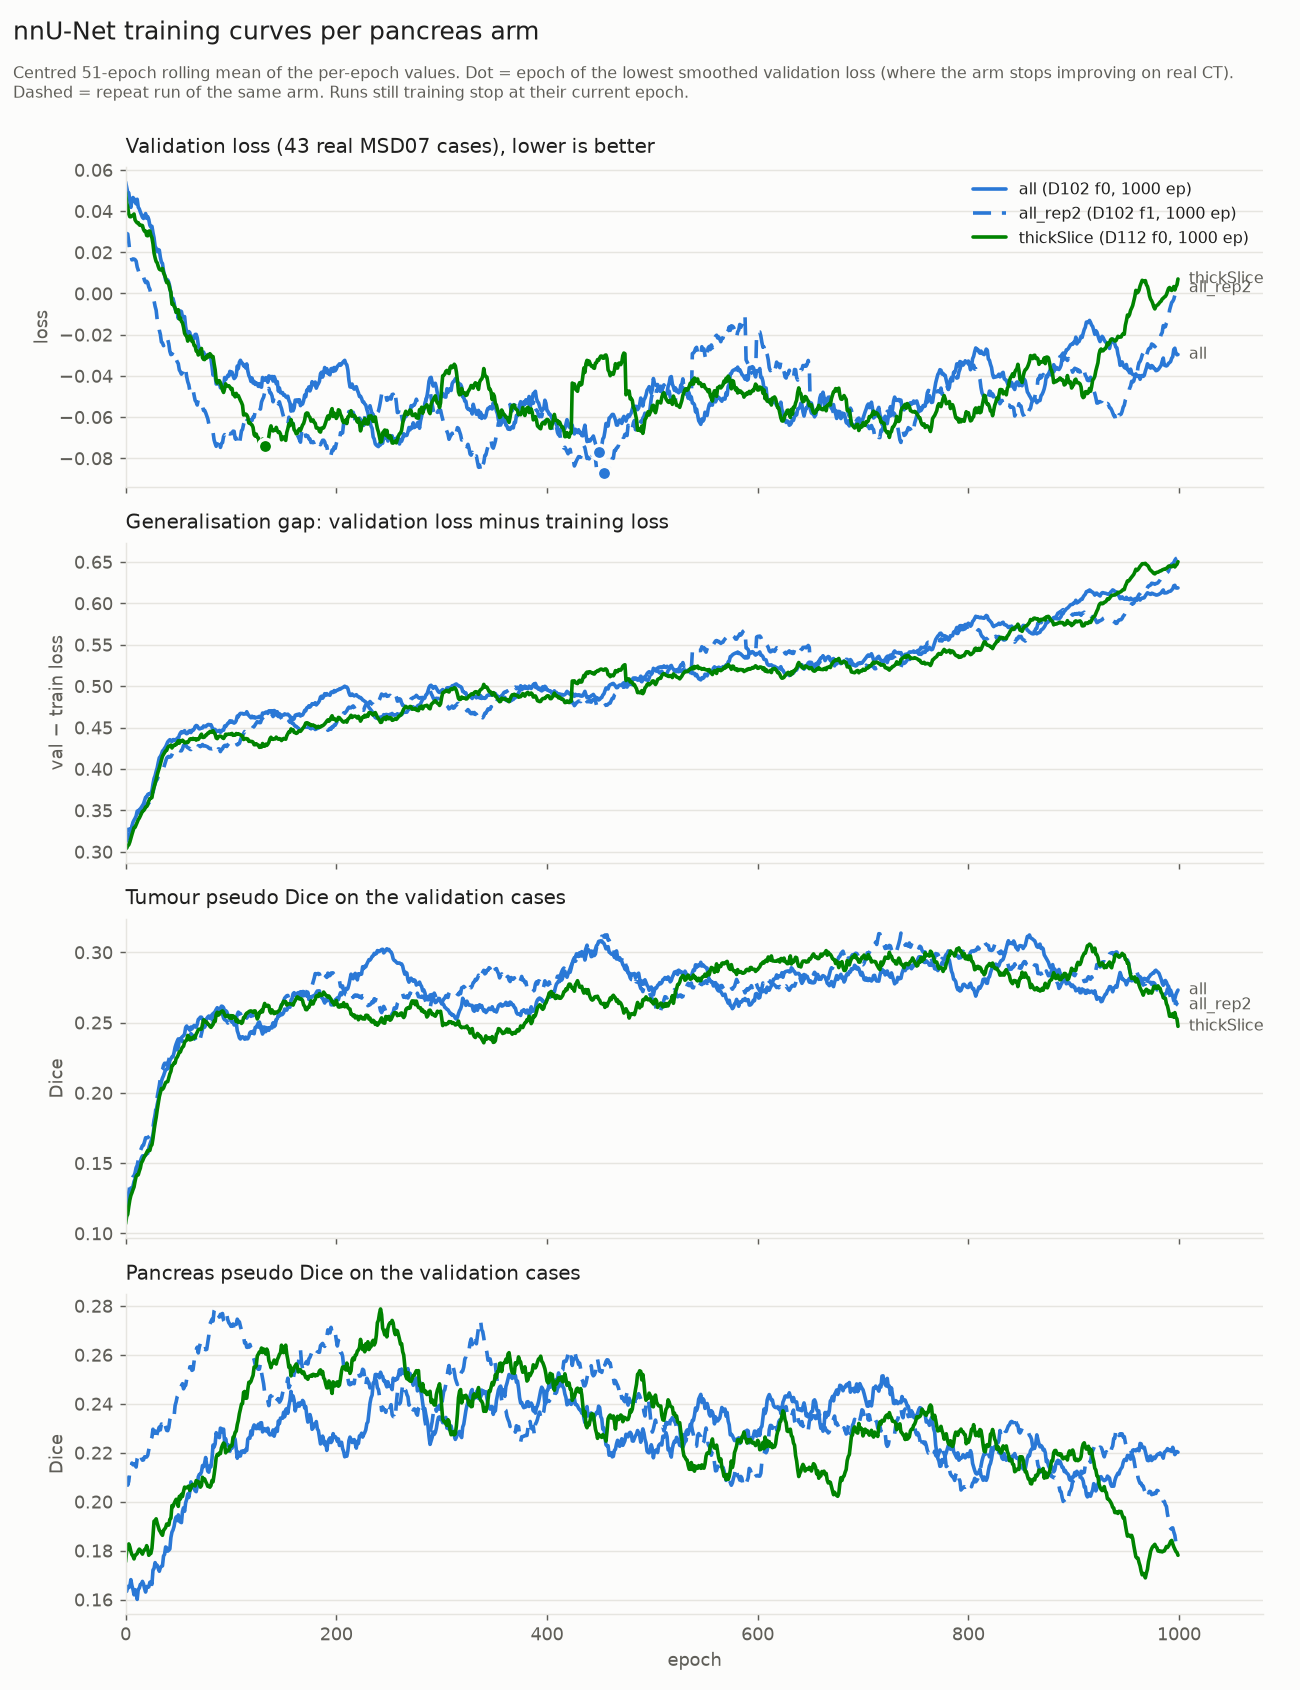 nnU-Net training curves per pancreas arm
Centred 51-epoch rolling mean of the per-epoch values. Dot = epoch of the lowest smoothed validation loss (where the arm stops improving on real CT).
Dashed = repeat run of the same arm. Runs still training stop at their current epoch.
Validation loss (43 real MSD07 cases), lower is better
0.06
0.04
0.02
0.00
−0.02
−0.04
−0.06
−0.08
loss
all (D102 f0, 1000 ep)
all_rep2 (D102 f1, 1000 ep)
thickSlice (D112 f0, 1000 ep)
thickSlice
all_rep2
all
Generalisation gap: validation loss minus training loss
0.65
0.60
0.55
0.50
0.45
0.40
0.35
0.30
val − train loss
Tumour pseudo Dice on the validation cases
0.30
0.25
0.20
0.15
0.10
Dice
all
all_rep2
thickSlice
Pancreas pseudo Dice on the validation cases
0.28
0.26
0.24
0.22
0.20
0.18
0.16
Dice
0
200
400
600
800
1000
epoch